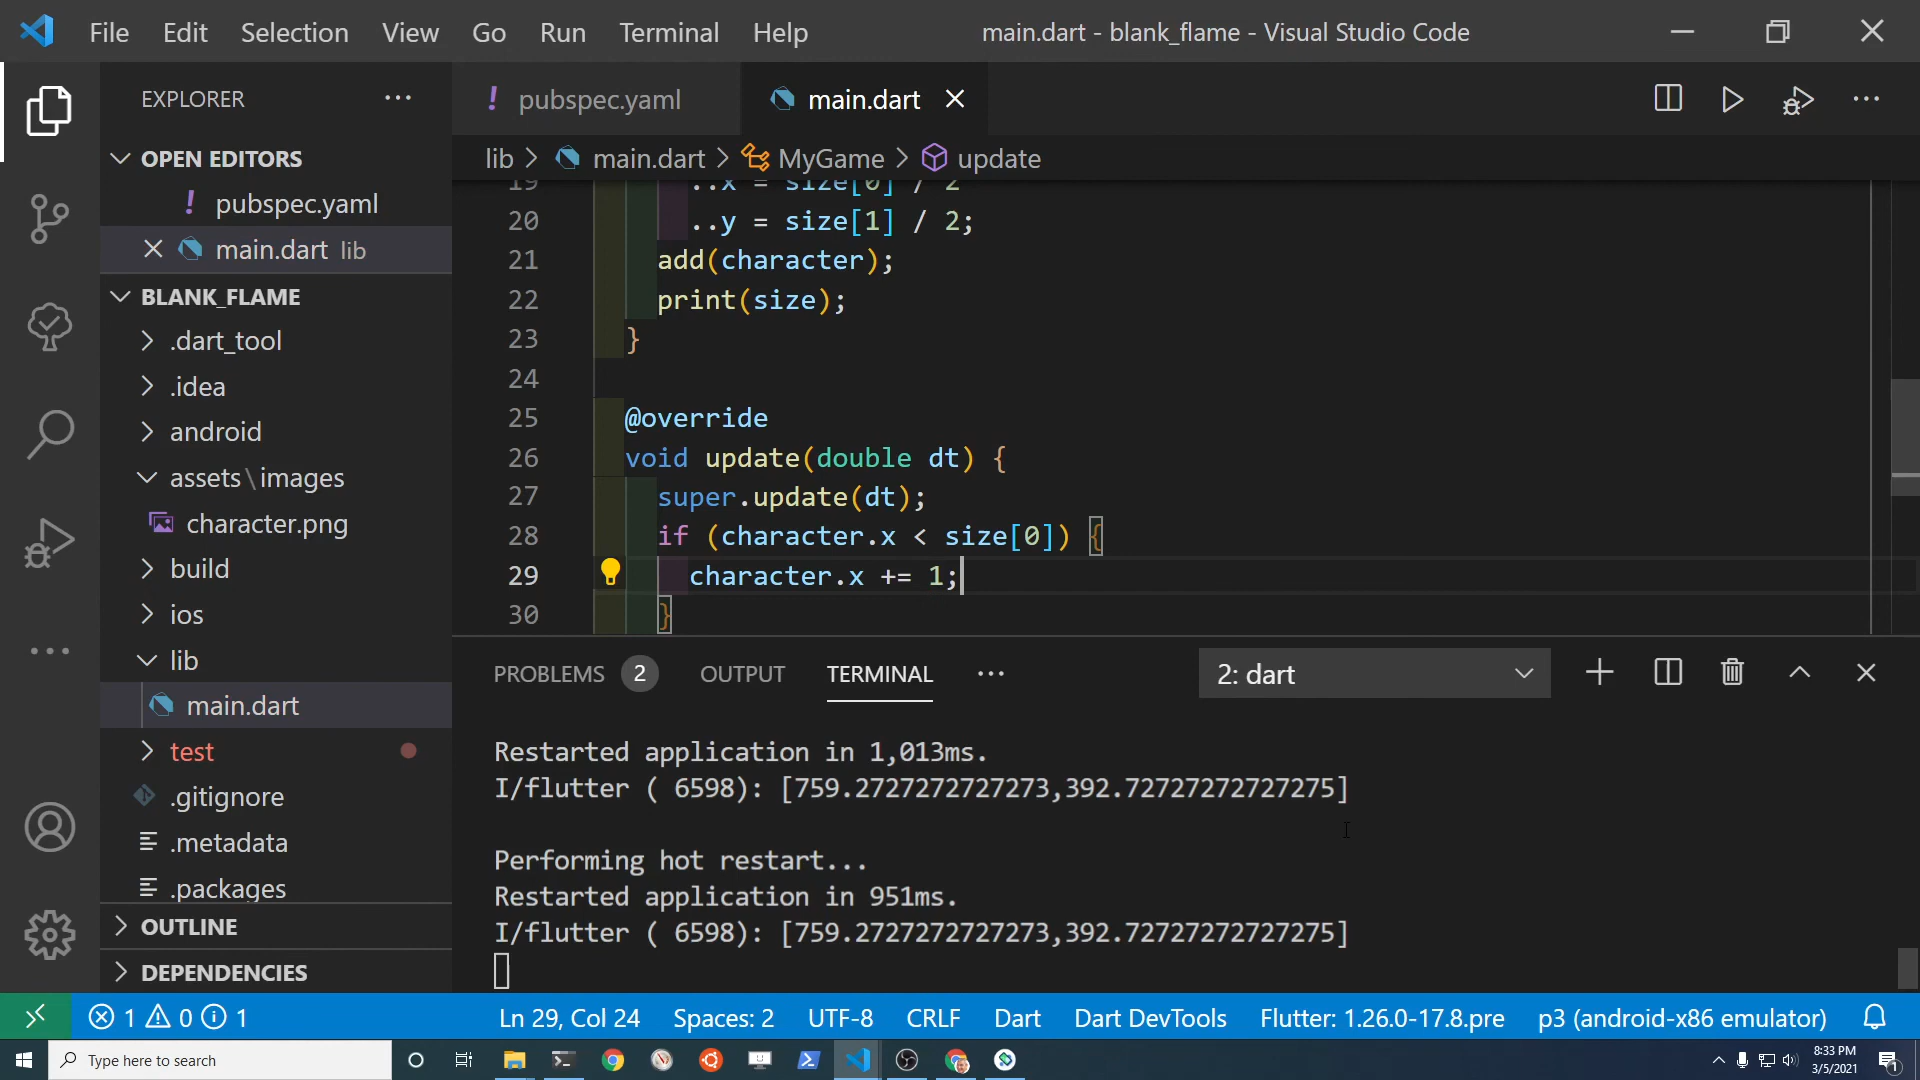 File Edit Selection View Go Run Terminal Help
main.dart - blank_flame - Visual Studio Code
EXPLORER
OPEN EDITORS
! pubspec.yaml
main.dart lib
BLANK_FLAME
.dart_tool
.idea
android
assets\images
character.png
build
ios
lib
main.dart
test
.gitignore
.metadata
.packages
OUTLINE
DEPENDENCIES
! pubspec.yaml
main.dart
lib > main.dart > MyGame > update
19 ..x = size[0] / 2
20 ..y = size[1] / 2;
21 add(character);
22 print(size);
23 }
24
25 @override
26 void update(double dt) {
27 super.update(dt);
28 if (character.x < size[0]) {
29 character.x += 1;
30 }
PROBLEMS 2 OUTPUT TERMINAL
2: dart
Restarted application in 1,013ms.
I/flutter ( 6598): [759.2727272727273,392.72727272727275]
Performing hot restart...
Restarted application in 951ms.
I/flutter ( 6598): [759.2727272727273,392.72727272727275]
1 0 1
Ln 29, Col 24 Spaces: 2 UTF-8 CRLF Dart Dart DevTools Flutter: 1.26.0-17.8.pre p3 (android-x86 emulator)
Type here to search
8:33 PM
3/5/2021
1